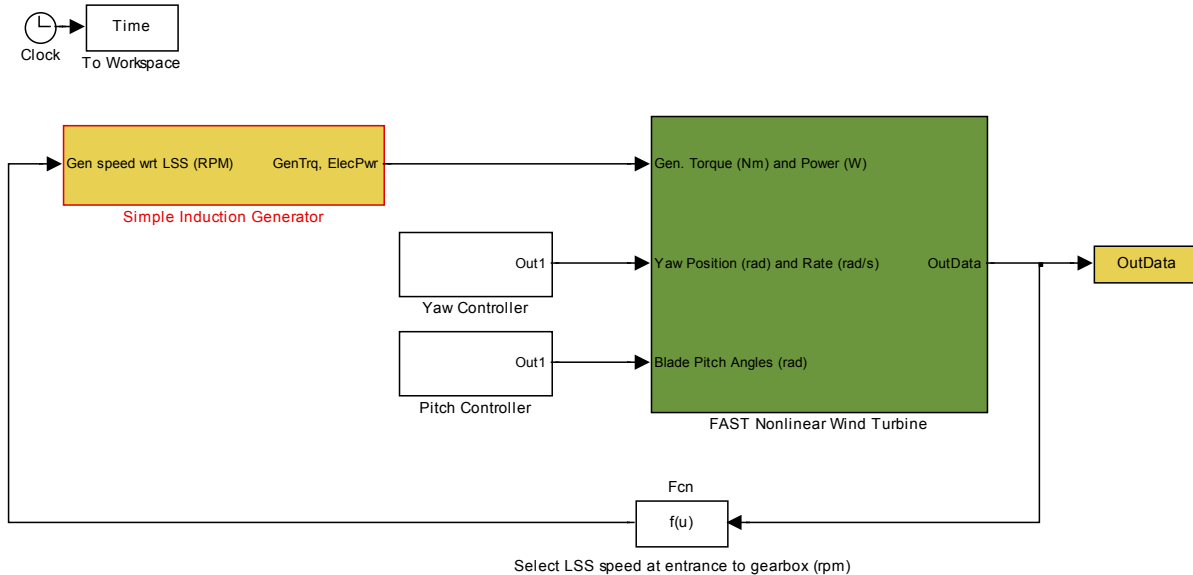 Time
Clock
To Workspace
Gen speed wrt LSS (RPM)
GenTrq, ElecPwr
Simple Induction Generator
Gen. Torque (Nm) and Power (W)
Out1
Yaw Controller
Yaw Position (rad) and Rate (rad/s)
OutData
OutData
Out1
Pitch Controller
Blade Pitch Angles (rad)
FAST Nonlinear Wind Turbine
Fcn
f(u)
Select LSS speed at entrance to gearbox (rpm)